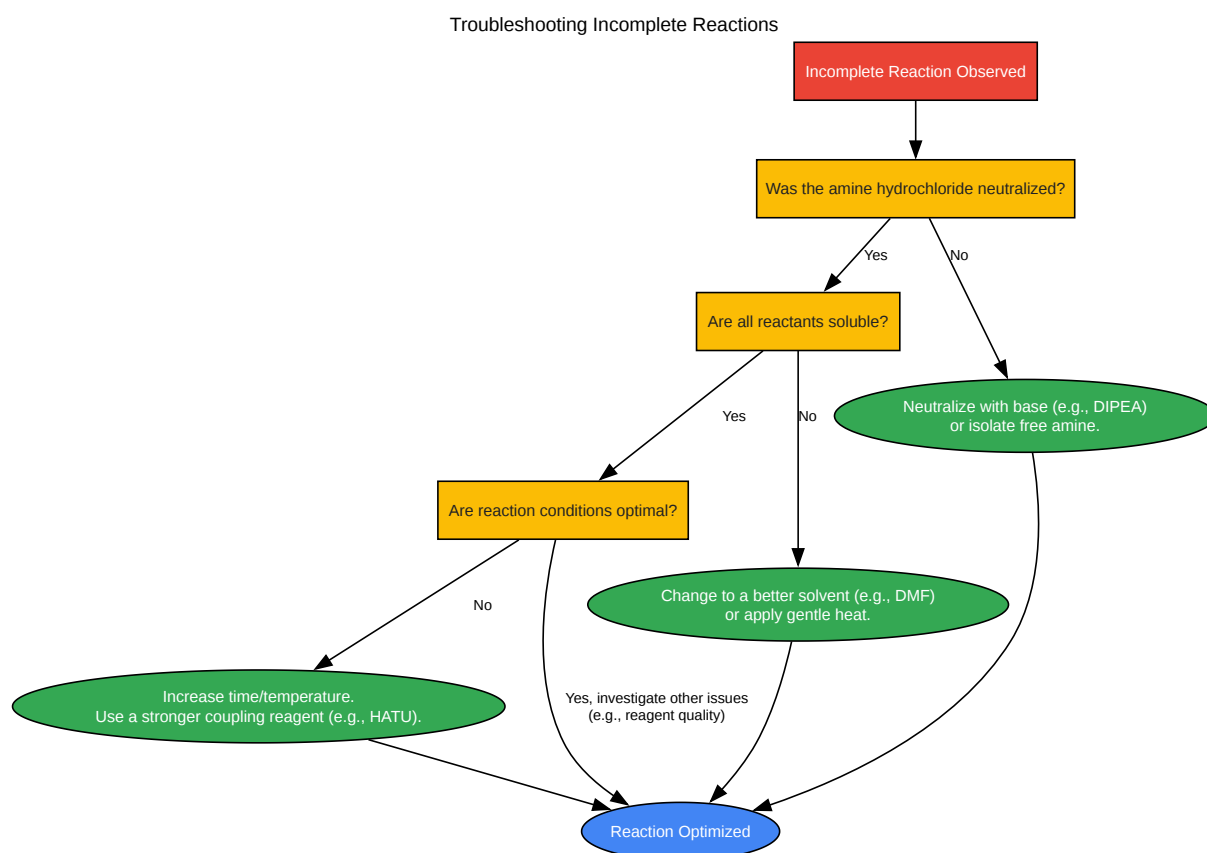 Troubleshooting Incomplete Reactions
Incomplete Reaction Observed
Was the amine hydrochloride neutralized?
Yes
No
Are all reactants soluble?
Neutralize with base (e.g., DIPEA)
or isolate free amine.
Yes
No
Are reaction conditions optimal?
No
Change to a better solvent (e.g., DMF)
or apply gentle heat.
Increase time/temperature.
Use a stronger coupling reagent (e.g., HATU).
Yes, investigate other issues
(e.g., reagent quality)
Reaction Optimized